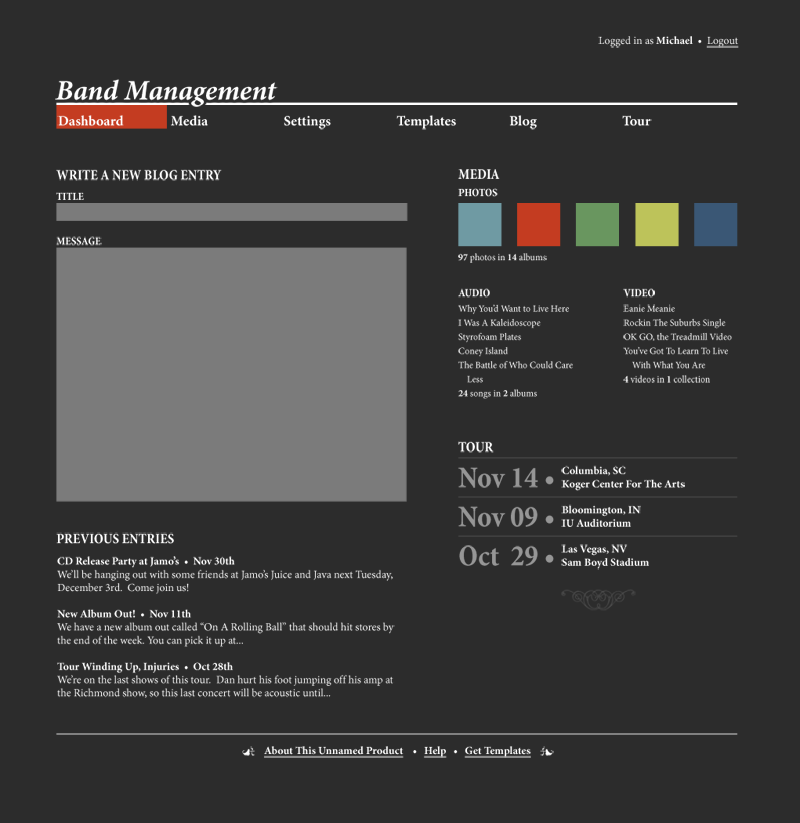 Logged in as Michael • Logout
Band Management
Dashboard Media Settings Templates Blog Tour
WRITE A NEW BLOG ENTRY
TITLE
MESSAGE
PREVIOUS ENTRIES
CD Release Party at Jamo's • Nov 30th
We'll be hanging out with some friends at Jamo's Juice and Java next Tuesday,
December 3rd.  Come join us!
New Album Out! • Nov 11th
We have a new album out called “On A Rolling Ball” that should hit stores by
the end of the week. You can pick it up at...
Tour Winding Up, Injuries • Oct 28th
We're on the last shows of this tour.  Dan hurt his foot jumping off his amp at
the Richmond show, so this last concert will be acoustic until...
MEDIA
PHOTOS
97 photos in 14 albums
AUDIO
Why You'd Want to Live Here
I Was A Kaleidoscope
Styrofoam Plates
Coney Island
The Battle of Who Could Care
Less
24 songs in 2 albums
VIDEO
Eanie Meanie
Rockin The Suburbs Single
OK GO, the Treadmill Video
You've Got To Learn To Live
With What You Are
4 videos in 1 collection
TOUR
Nov 14 • Columbia, SC
Koger Center For The Arts
Nov 09 • Bloomington, IN
IU Auditorium
Oct 29 • Las Vegas, NV
Sam Boyd Stadium
About This Unnamed Product • Help • Get Templates